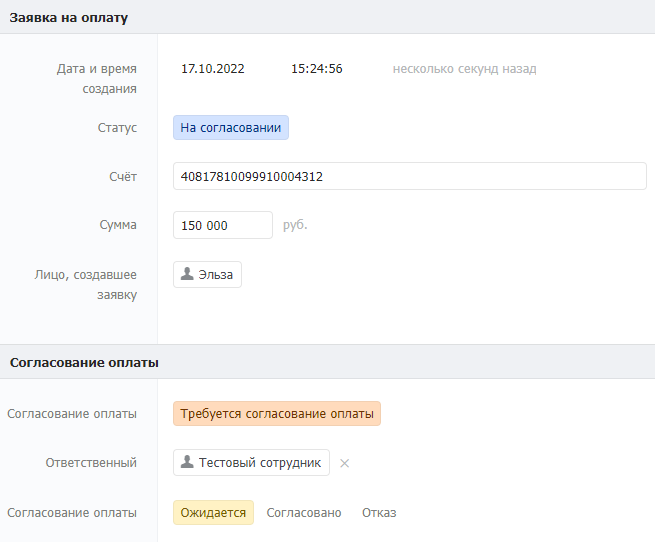 Заявка на оплату
Дата и время создания 17.10.2022 15:24:56 несколько секунд назад
Статус На согласовании
Счёт 40817810099910004312
Сумма 150 000 руб.
Лицо, создавшее заявку Эльза
Согласование оплаты
Согласование оплаты Требуется согласование оплаты
Ответственный Тестовый сотрудник ×
Согласование оплаты Ожидается Согласовано Отказ